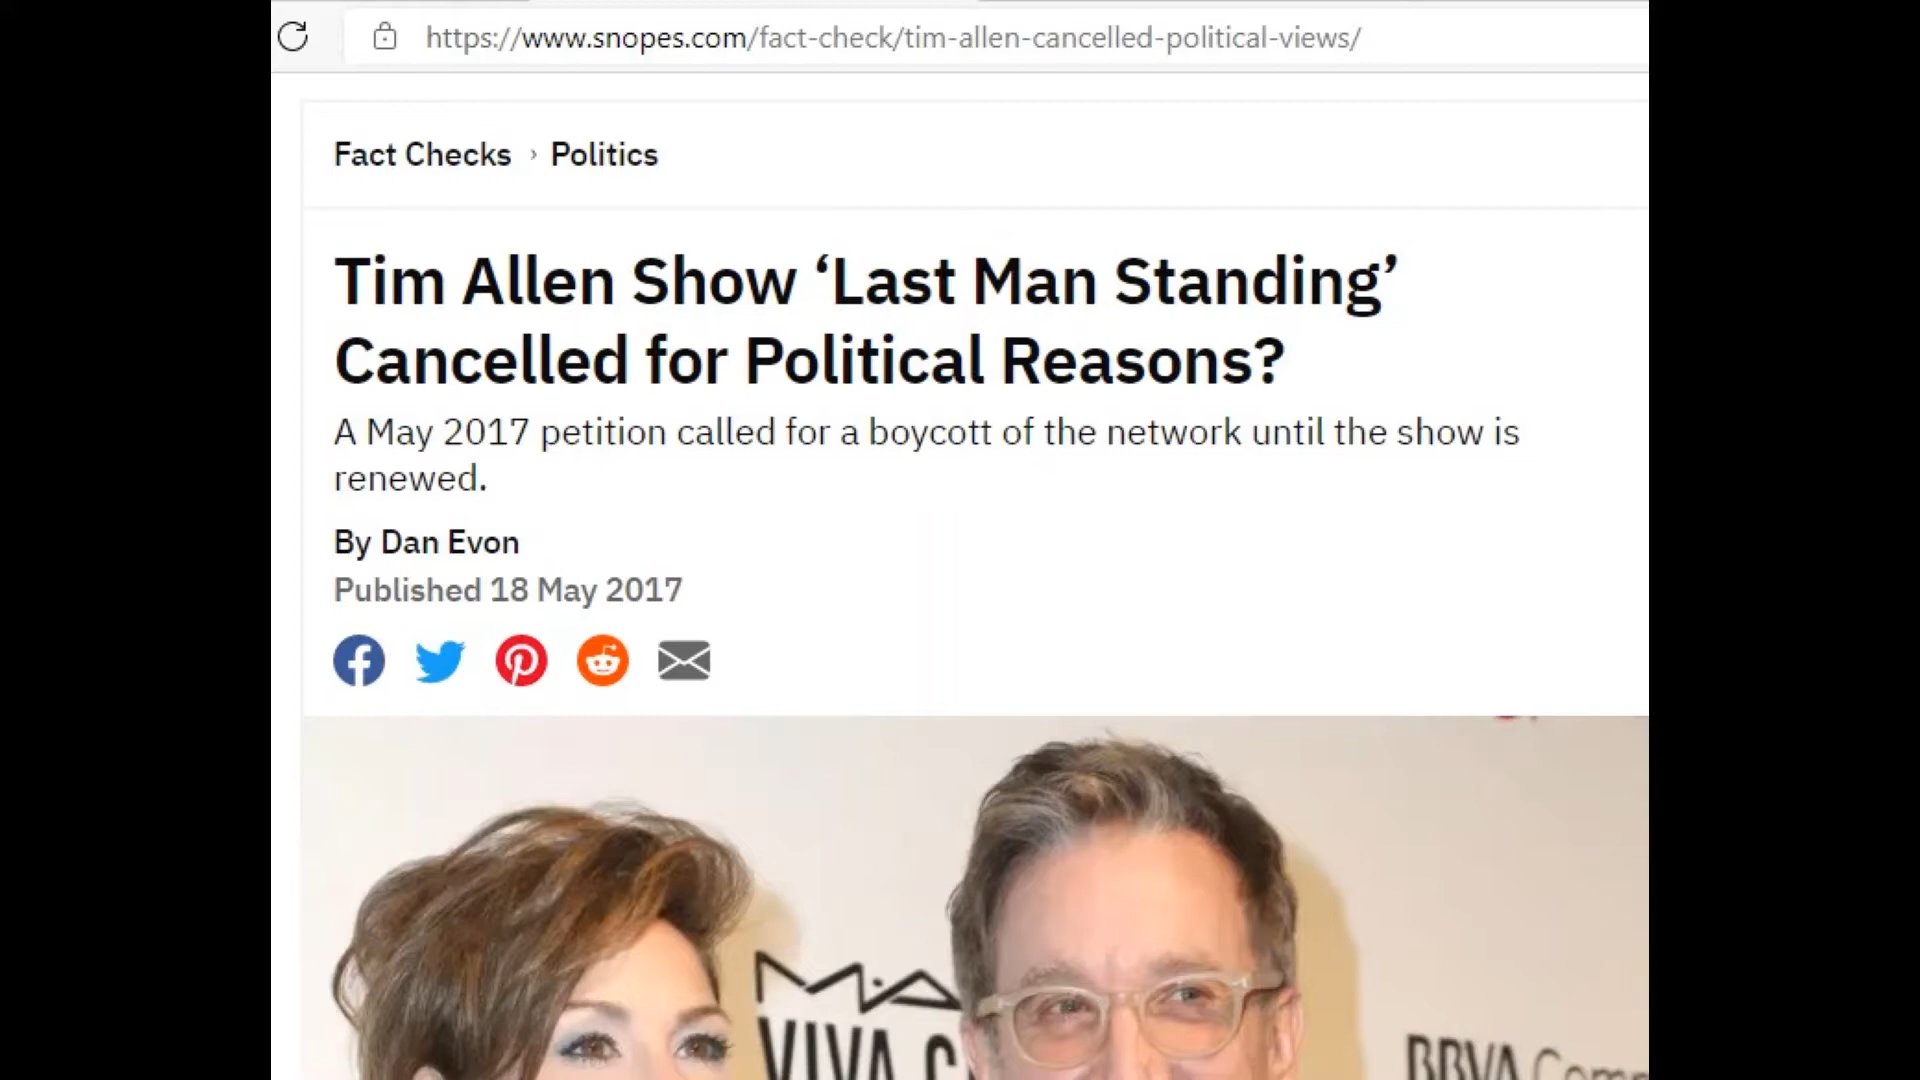 https://www.snopes.com/fact-check/tim-allen-cancelled-political-views/
Fact Checks › Politics
Tim Allen Show ‘Last Man Standing’
Cancelled for Political Reasons?
A May 2017 petition called for a boycott of the network until the show is
renewed.
By Dan Evon
Published 18 May 2017
VIVA
BBVA